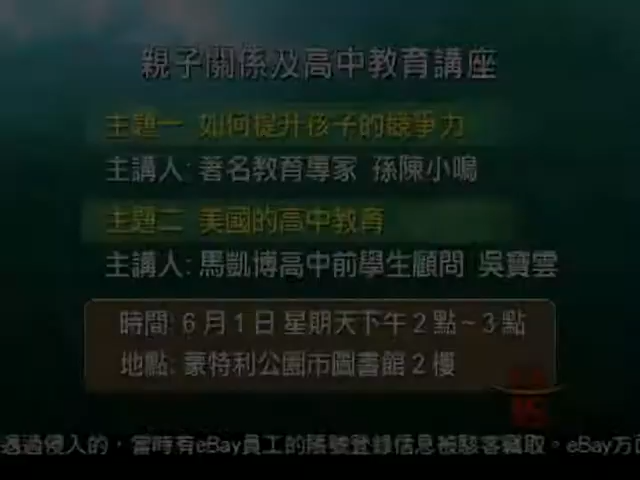 親子關係及高中教育講座
主題一 如何提升孩子的競爭力
主講人: 著名教育專家 孫陳小鳴
主題二 美國的高中教育
主講人: 馬凱博高中前學生顧問 吳寶雲
時間: 6月1日 星期天下午2點~3點
地點: 蒙特利公園市圖書館2樓
過侵入的，當時有eBay員工的賬號登錄信息被駭客竊取。eBay方